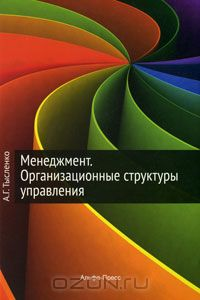 А.Г. Тысленко
Менеджмент.
Организационные структуры
управления
Альфа-Пресс
OZON.RU